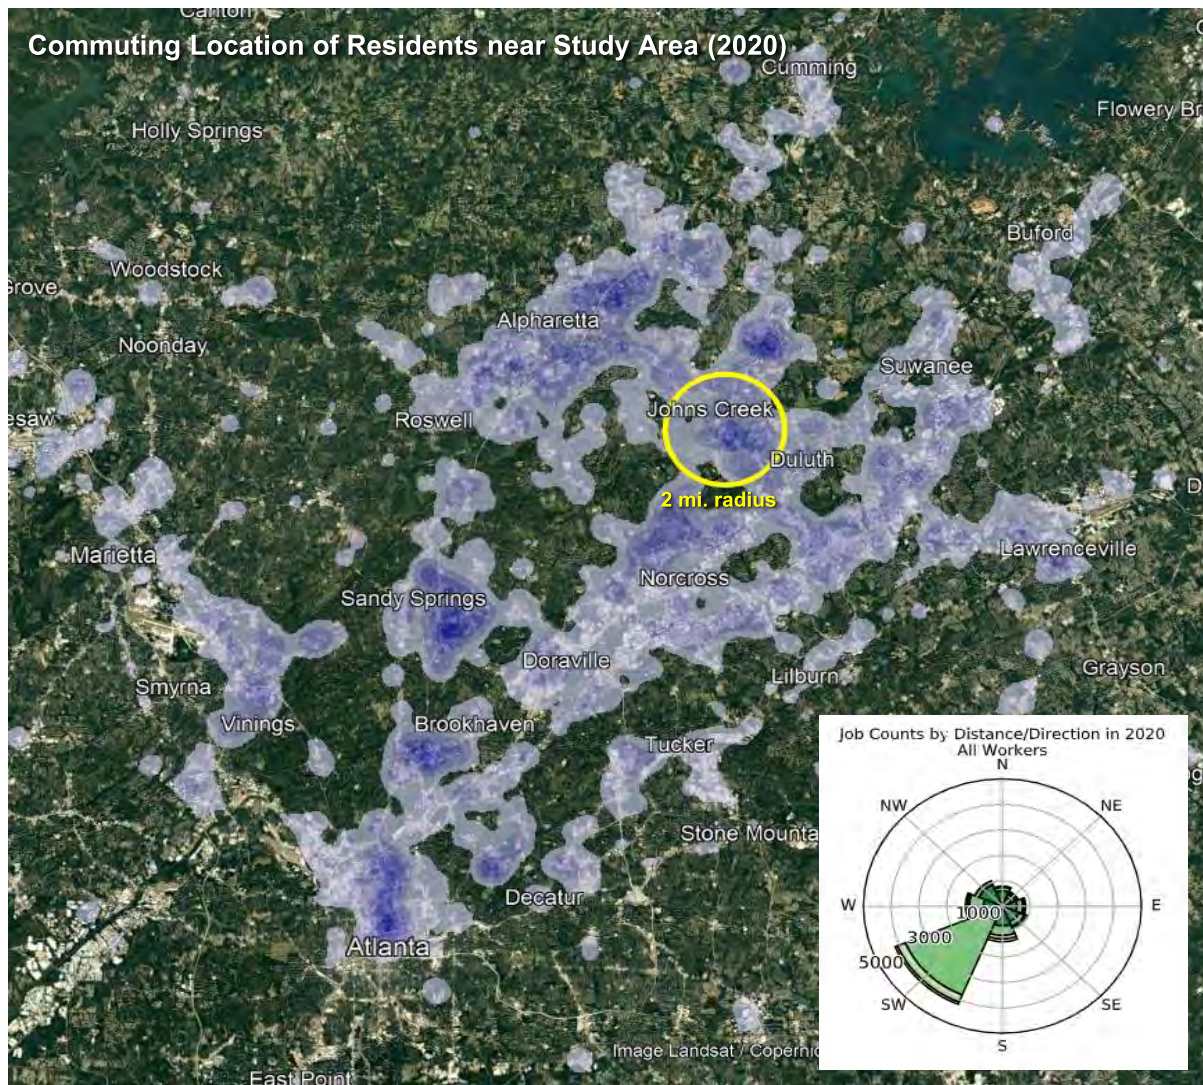 Canton
Commuting Location of Residents near Study Area (2020)
Cumming
Flowery Br
Holly Springs
Buford
Woodstock
Grove
Alpharetta
Noonday
Suwanee
Johns Creek
Roswell
esaw
Duluth
2 mi. radius
D
Marietta
Lawrenceville
Norcross
Sandy Springs
Doraville
Grayson
Lilburn
Smyrna
Vinings
Brookhaven
Tucker
Stone Mounta
Decatur
Atlanta
Image Landsat / Copernic
East Point
Job Counts by Distance/Direction in 2020
All Workers
N
NW
NE
W
E
1000
3000
5000
SW
SE
S